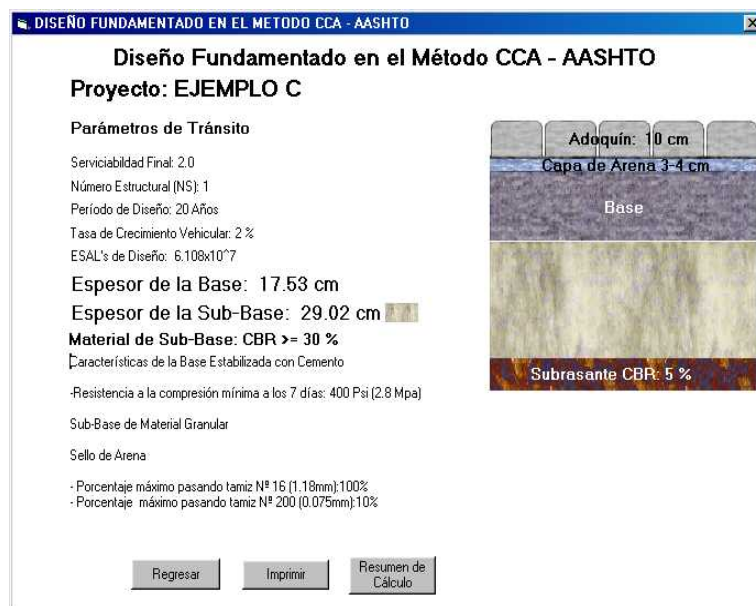 DISEÑO FUNDAMENTADO EN EL METODO CCA - AASHTO
Diseño Fundamentado en el Método CCA - AASHTO
Proyecto: EJEMPLO C
Parámetros de Tránsito
Serviciabildad Final: 2.0
Número Estructural (NS): 1
Período de Diseño: 20 Años
Tasa de Crecimiento Vehicular: 2 %
ESAL's de Diseño: 6.108x10^7
Espesor de la Base: 17.53 cm
Espesor de la Sub-Base: 29.02 cm
Material de Sub-Base: CBR >= 30 %
Características de la Base Estabilizada con Cemento
-Resistencia a la compresión mínima a los 7 días: 400 Psi (2.8 Mpa)
Sub-Base de Material Granular
Sello de Arena
- Porcentaje máximo pasando tamiz Nº 16 (1.18mm):100%
- Porcentaje máximo pasando tamiz Nº 200 (0.075mm):10%
Adoquín: 10 cm
Capa de Arena 3-4 cm
Base
Subrasante CBR: 5 %
Regresar
Imprimir
Resumen de
Cálculo